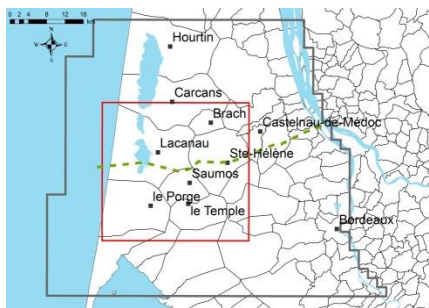 0 2 4 8 12 16
km
N
W E
S
Hourtin
Carcans
Brach
Castelnau-de-Médoc
Lacanau
Ste-Hélène
Saumos
le Porge
le Temple
Bordeaux